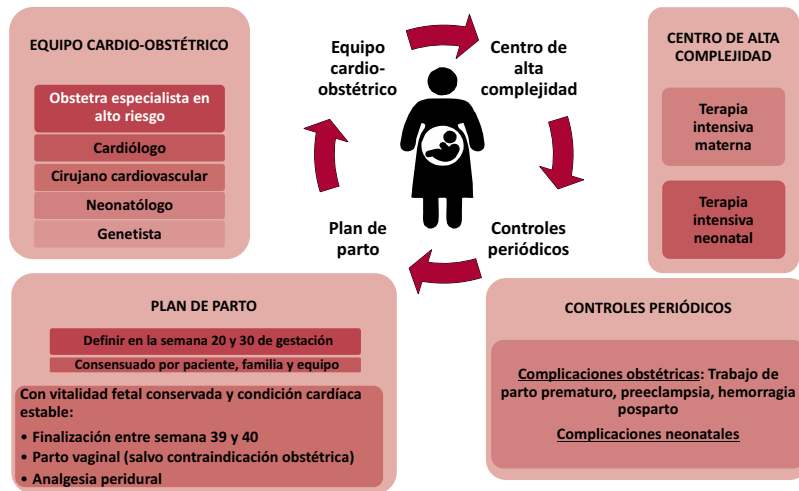 EQUIPO CARDIO-OBSTÉTRICO
Obstetra especialista en
alto riesgo
Cardiólogo
Cirujano cardiovascular
Neonatólogo
Genetista
Equipo
cardio-
obstétrico
Centro de
alta
complejidad
Plan de
parto
Controles
periódicos
CENTRO DE ALTA
COMPLEJIDAD
Terapia
intensiva
materna
Terapia
intensiva
neonatal
PLAN DE PARTO
Definir en la semana 20 y 30 de gestación
Consensuado por paciente, familia y equipo
Con vitalidad fetal conservada y condición cardíaca
estable:
• Finalización entre semana 39 y 40
• Parto vaginal (salvo contraindicación obstétrica)
• Analgesia peridural
CONTROLES PERIÓDICOS
Complicaciones obstétricas: Trabajo de
parto prematuro, preeclampsia, hemorragia
posparto
Complicaciones neonatales